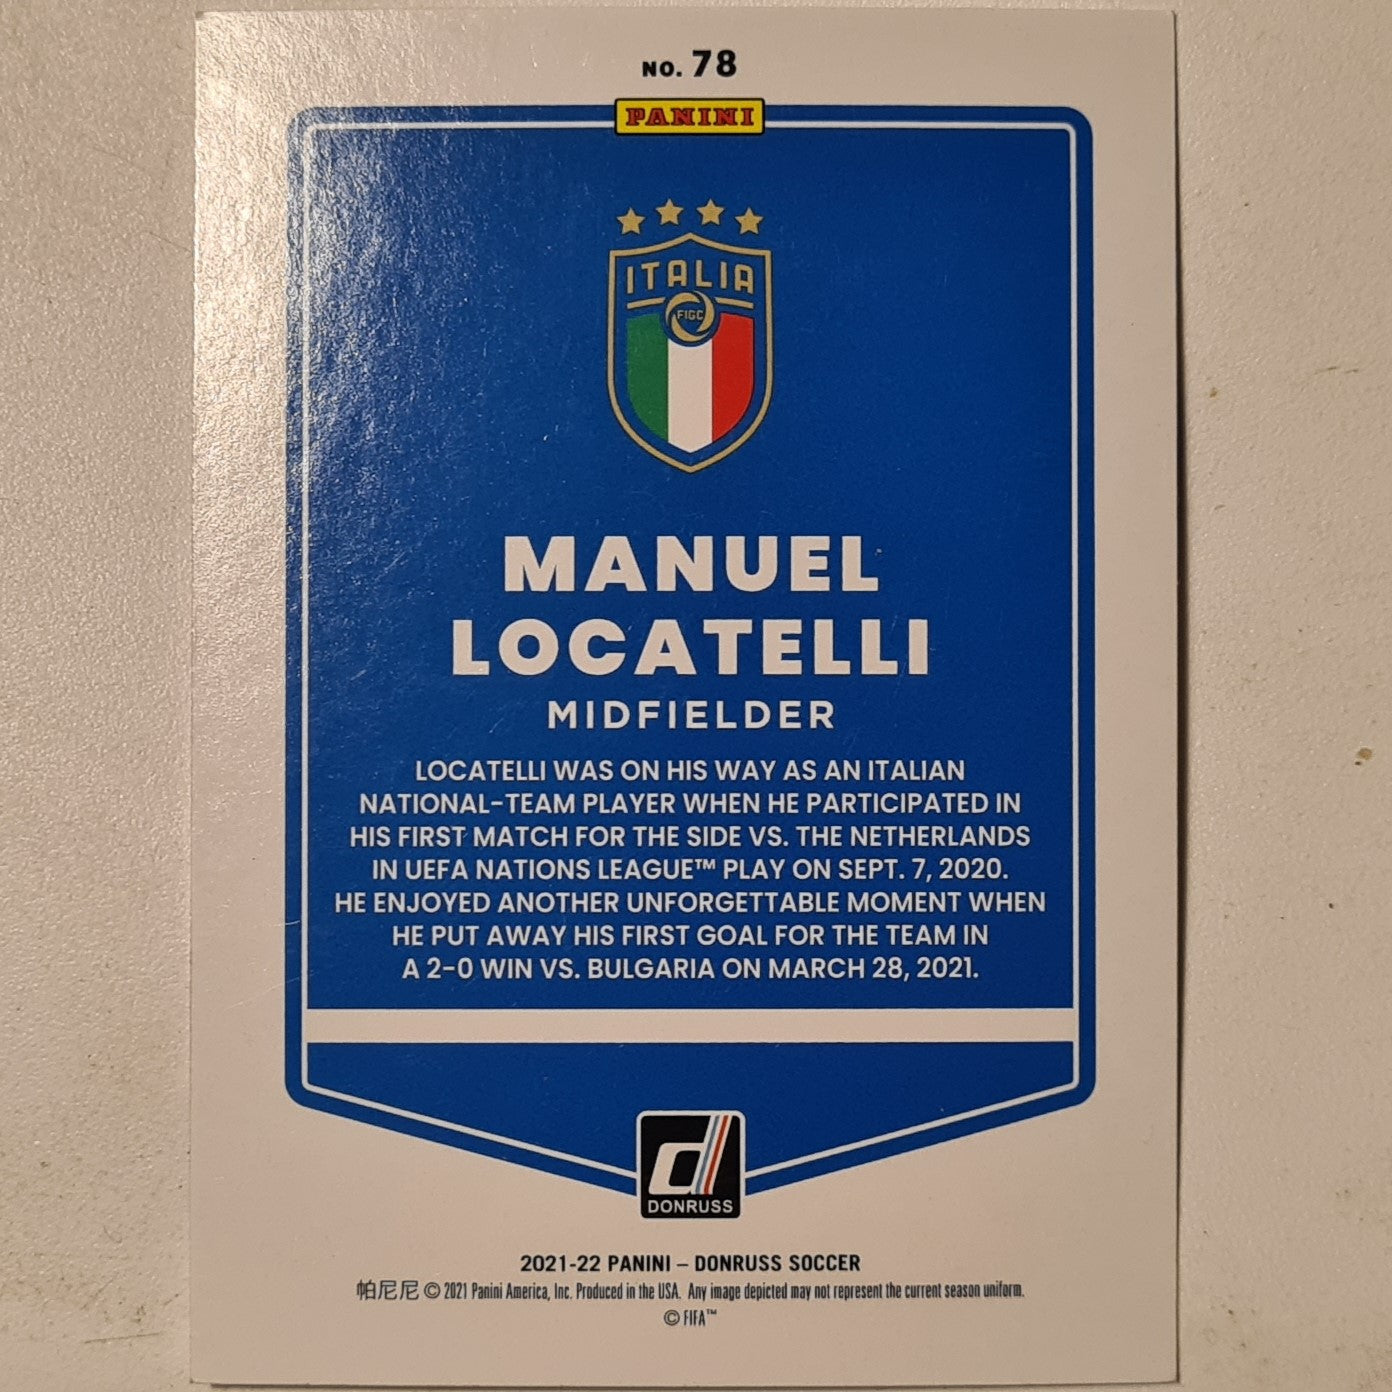 NO. 78
PANINI
ITALIA
FIGC
MANUEL
LOCATELLI
MIDFIELDER
LOCATELLI WAS ON HIS WAY AS AN ITALIAN
NATIONAL-TEAM PLAYER WHEN HE PARTICIPATED IN
HIS FIRST MATCH FOR THE SIDE VS. THE NETHERLANDS
IN UEFA NATIONS LEAGUE™ PLAY ON SEPT. 7, 2020.
HE ENJOYED ANOTHER UNFORGETTABLE MOMENT WHEN
HE PUT AWAY HIS FIRST GOAL FOR THE TEAM IN
A 2-0 WIN VS. BULGARIA ON MARCH 28, 2021.
d
DONRUSS
2021-22 PANINI – DONRUSS SOCCER
帕尼尼 © 2021 Panini America, Inc. Produced in the USA. Any image depicted may not represent the current season uniform.
© FIFA™